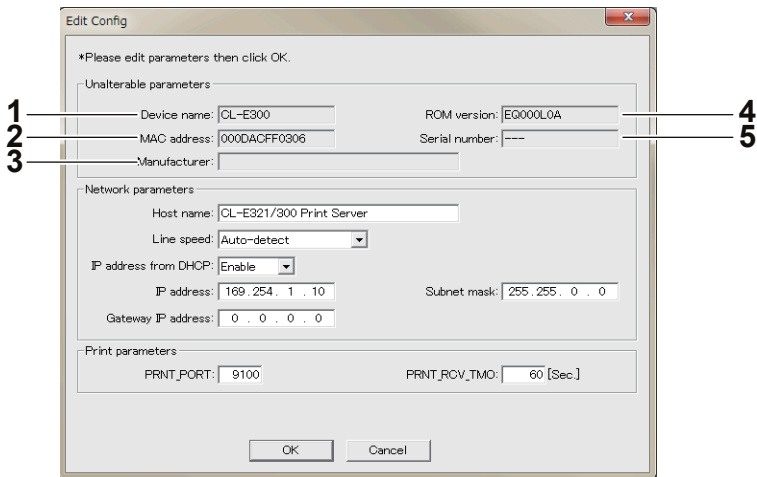 Edit Config
*Please edit parameters then click OK.
Unalterable parameters
1 Device name: CL-E300 ROM version: EQ000L0A 4
2 MAC address: 000DACFF0306 Serial number: --- 5
3 Manufacturer:
Network parameters
Host name: CL-E321/300 Print Server
Line speed: Auto-detect
IP address from DHCP: Enable
IP address: 169 . 254 . 1 . 10 Subnet mask: 255 . 255 . 0 . 0
Gateway IP address: 0 . 0 . 0 . 0
Print parameters
PRNT_PORT: 9100 PRNT_RCV_TMO: 60 [Sec.]
OK Cancel